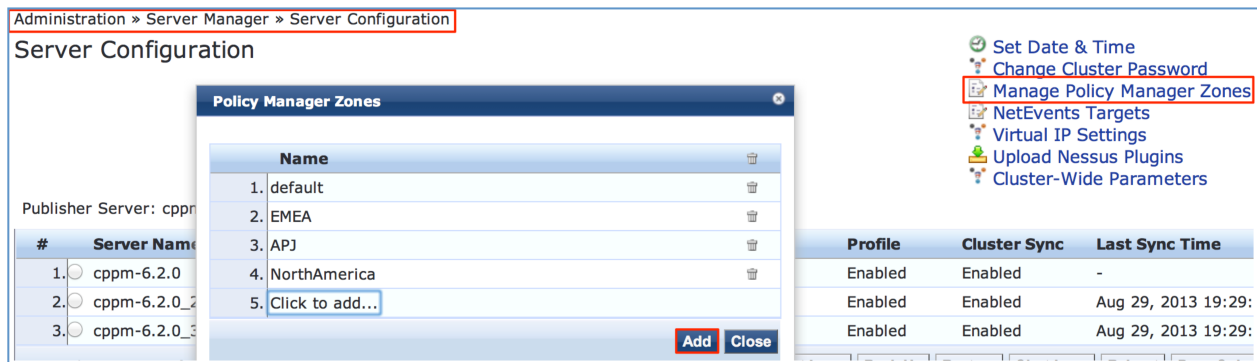 Administration » Server Manager » Server Configuration
Server Configuration
Set Date & Time
Change Cluster Password
Manage Policy Manager Zones
NetEvents Targets
Virtual IP Settings
Upload Nessus Plugins
Cluster-Wide Parameters
Policy Manager Zones
Name
1. default
2. EMEA
3. APJ
4. NorthAmerica
5. Click to add...
Add Close
Publisher Server:
# Server Name Profile Cluster Sync Last Sync Time
1. cppm-6.2.0 Enabled Enabled -
2. cppm-6.2.0_2 Enabled Enabled Aug 29, 2013 19:29:
3. cppm-6.2.0_3 Enabled Enabled Aug 29, 2013 19:29: